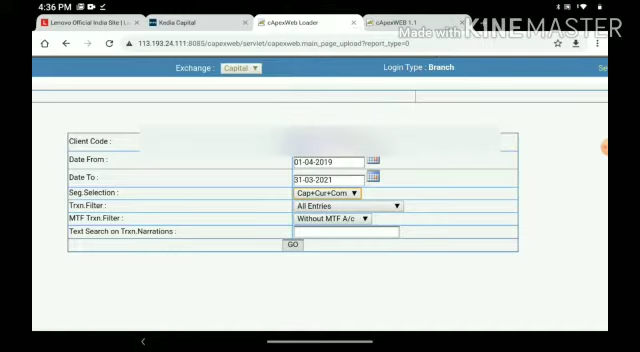 4:36 PM
Lenovo Official India Site | La
Kedia Capital
cApexWeb Loader
cApexWEB 1.1
Made with KINEMASTER
113.193.24.111:8085/capexweb/servlet/capexweb.main_page_upload?report_type=0
Exchange : Capital
Login Type : Branch
Se
Client Code :
Date From : 01-04-2019
Date To : 31-03-2021
Seg.Selection : Cap+Cur+Com
Trxn.Filter : All Entries
MTF Trxn.Filter : Without MTF A/c
Text Search on Trxn.Narrations :
GO